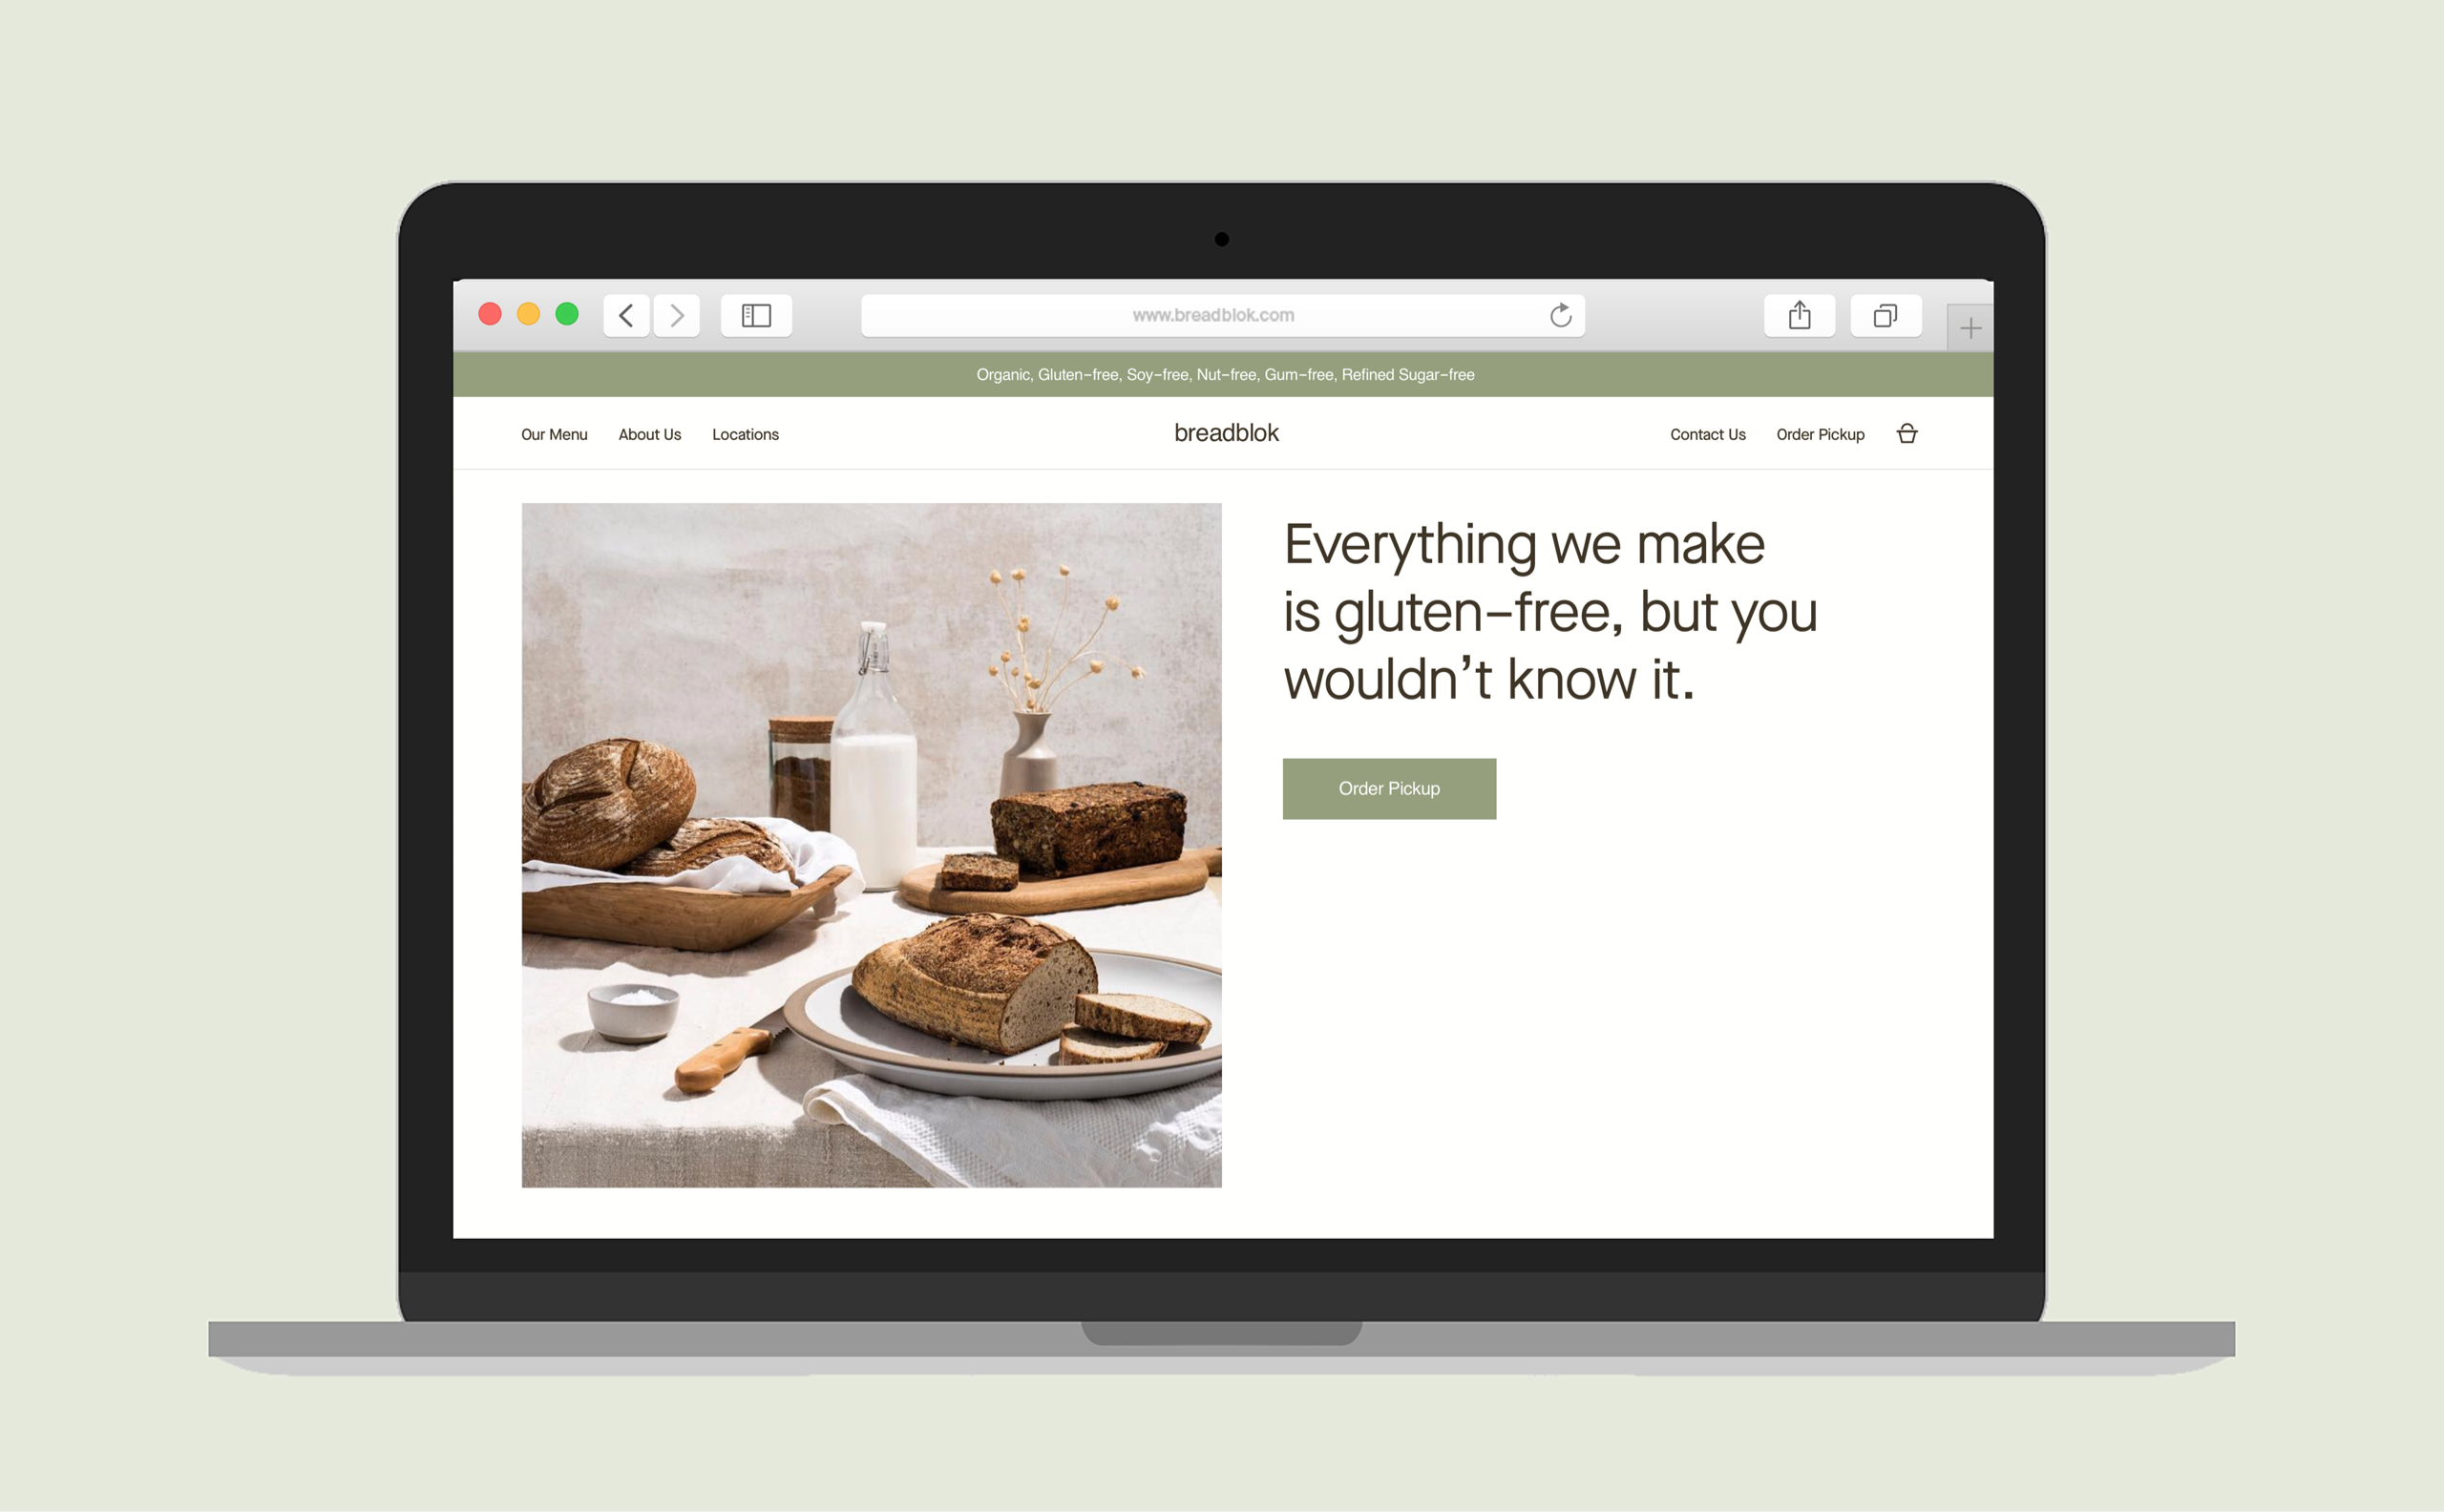 www.breadblok.com
Organic, Gluten-free, Soy-free, Nut-free, Gum-free, Refined Sugar-free
Our Menu About Us Locations breadblok Contact Us Order Pickup
Everything we make
is gluten-free, but you
wouldn’t know it.
Order Pickup